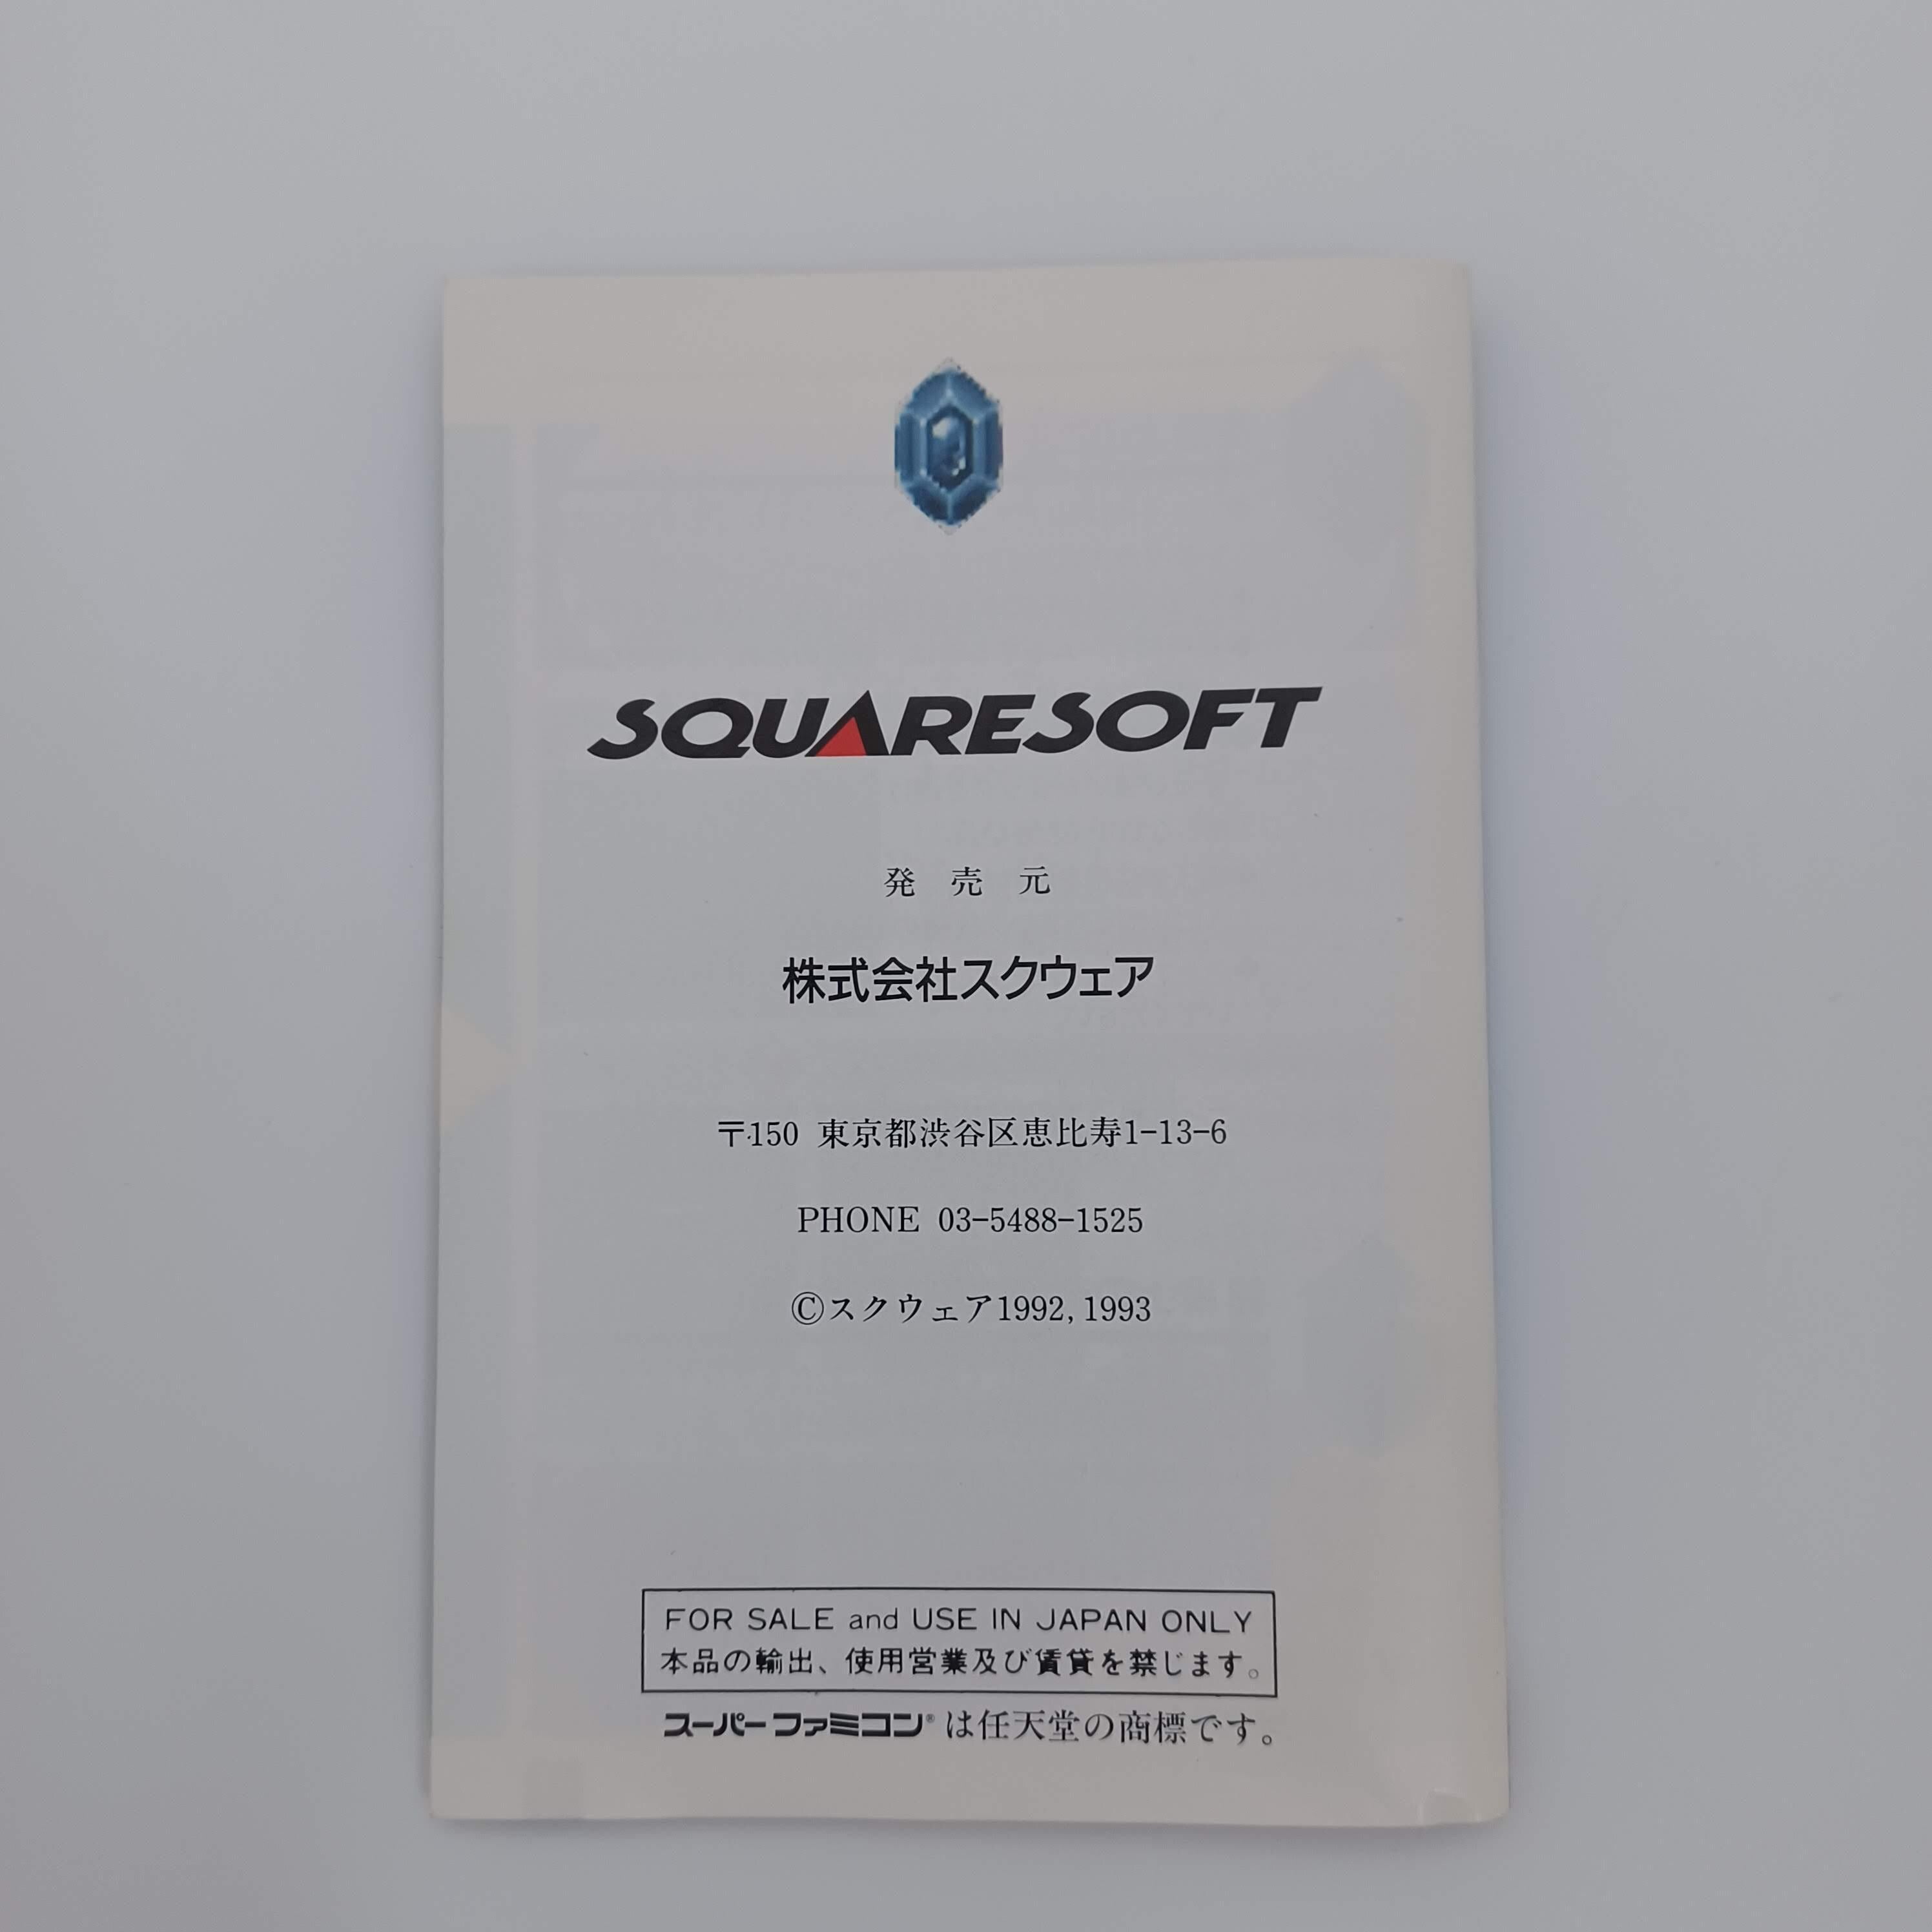 SQUARESOFT
発売元
株式会社スクウェア
〒150 東京都渋谷区恵比寿1-13-6
PHONE 03-5488-1525
©スクウェア1992,1993
FOR SALE and USE IN JAPAN ONLY
本品の輸出、使用営業及び賃貸を禁じます。
スーパーファミコン®は任天堂の商標です。